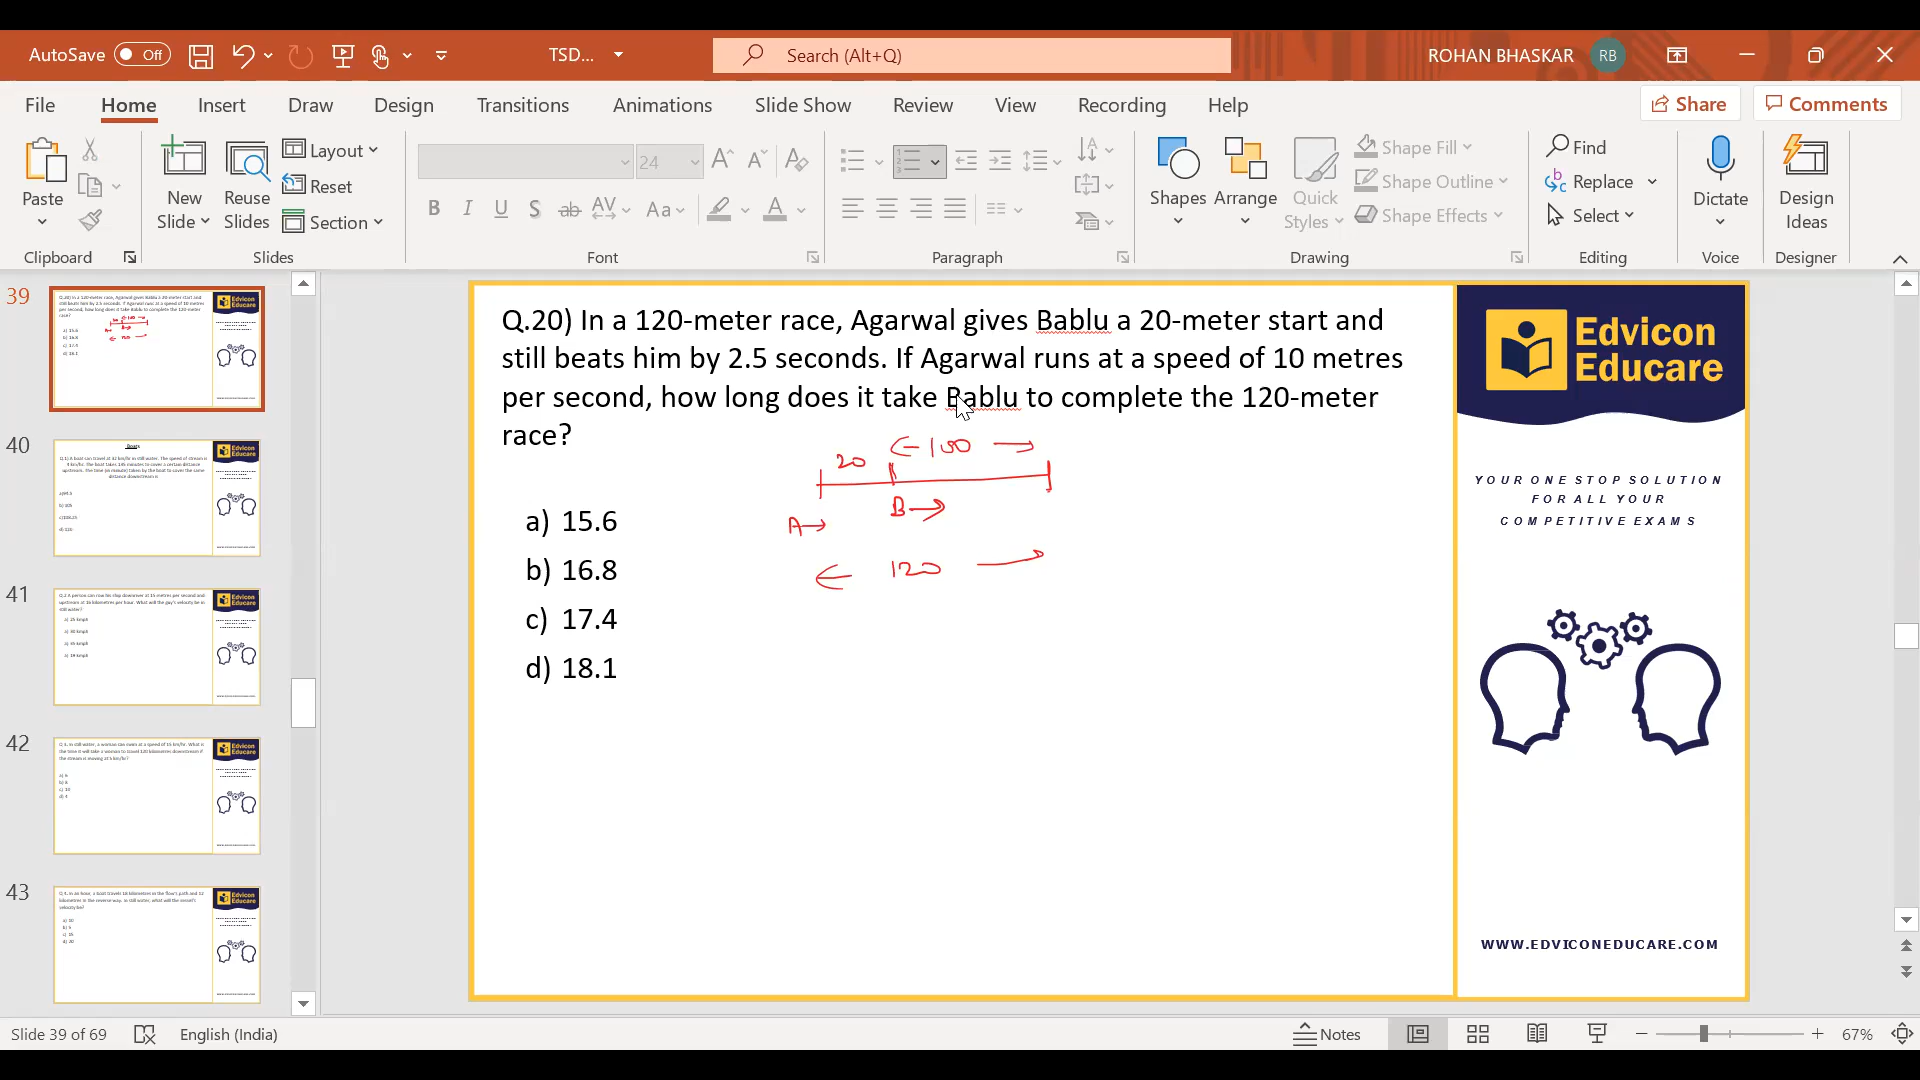 AutoSave Off TSD... Search (Alt+Q) ROHAN BHASKAR RB
File Home Insert Draw Design Transitions Animations Slide Show Review View Recording Help Share Comments
Paste
Clipboard
New Slide
Reuse Slides
Layout
Reset
Section
Slides
24
Font
Paragraph
Shapes
Arrange
Quick Styles
Shape Fill
Shape Outline
Shape Effects
Drawing
Find
Replace
Select
Editing
Dictate
Voice
Design Ideas
Designer
39
40
41
42
43
Q.20) In a 120-meter race, Agarwal gives Bablu a 20-meter start and
still beats him by 2.5 seconds. If Agarwal runs at a speed of 10 metres
per second, how long does it take Bablu to complete the 120-meter
race?
20
100
B
A
120
a) 15.6
b) 16.8
c) 17.4
d) 18.1
Edvicon
Educare
YOUR ONE STOP SOLUTION
FOR ALL YOUR
COMPETITIVE EXAMS
WWW.EDVICONEDUCARE.COM
Slide 39 of 69 English (India) Notes 67%